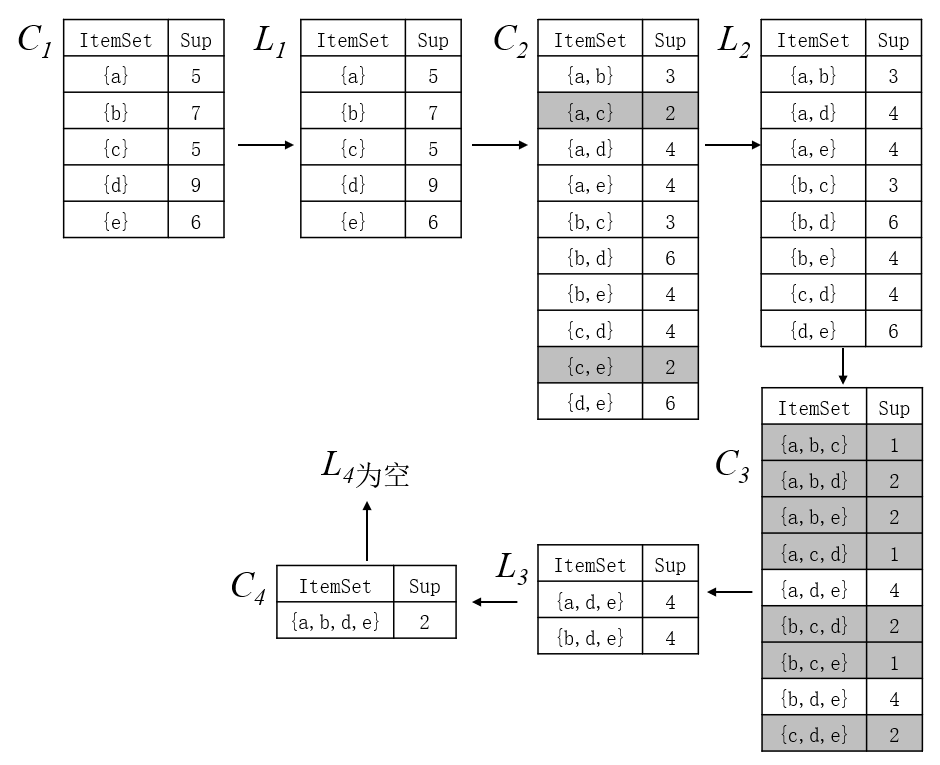 C1
ItemSet Sup
{a} 5
{b} 7
{c} 5
{d} 9
{e} 6
L1
ItemSet Sup
{a} 5
{b} 7
{c} 5
{d} 9
{e} 6
C2
ItemSet Sup
{a,b} 3
{a,c} 2
{a,d} 4
{a,e} 4
{b,c} 3
{b,d} 6
{b,e} 4
{c,d} 4
{c,e} 2
{d,e} 6
L2
ItemSet Sup
{a,b} 3
{a,d} 4
{a,e} 4
{b,c} 3
{b,d} 6
{b,e} 4
{c,d} 4
{d,e} 6
C3
ItemSet Sup
{a,b,c} 1
{a,b,d} 2
{a,b,e} 2
{a,c,d} 1
{a,d,e} 4
{b,c,d} 2
{b,c,e} 1
{b,d,e} 4
{c,d,e} 2
L3
ItemSet Sup
{a,d,e} 4
{b,d,e} 4
C4
ItemSet Sup
{a,b,d,e} 2
L4为空